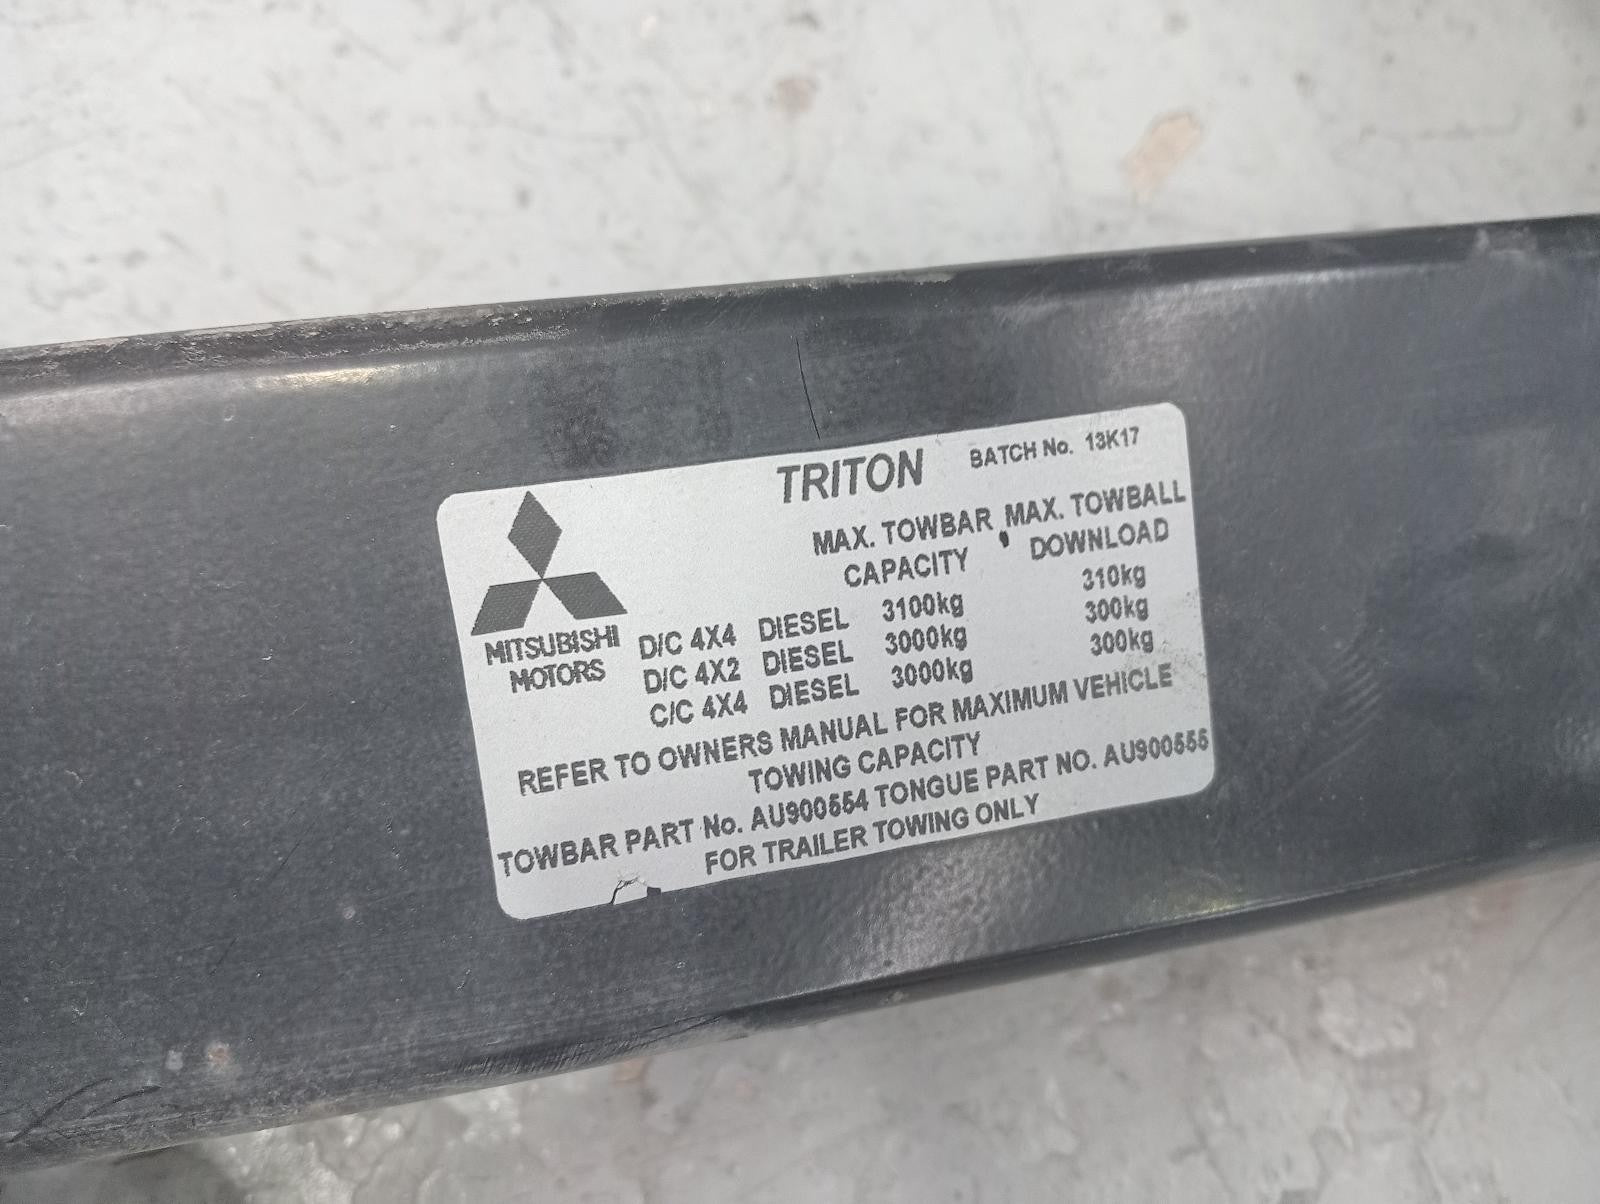 TRITON BATCH No. 13K17
MAX. TOWBAR MAX. TOWBALL
CAPACITY DOWNLOAD
D/C 4X4 DIESEL 3100kg 310kg
D/C 4X2 DIESEL 3000kg 300kg
C/C 4X4 DIESEL 3000kg 300kg
MITSUBISHI
MOTORS
REFER TO OWNERS MANUAL FOR MAXIMUM VEHICLE
TOWING CAPACITY
TOWBAR PART No. AU900554 TONGUE PART NO. AU900555
FOR TRAILER TOWING ONLY